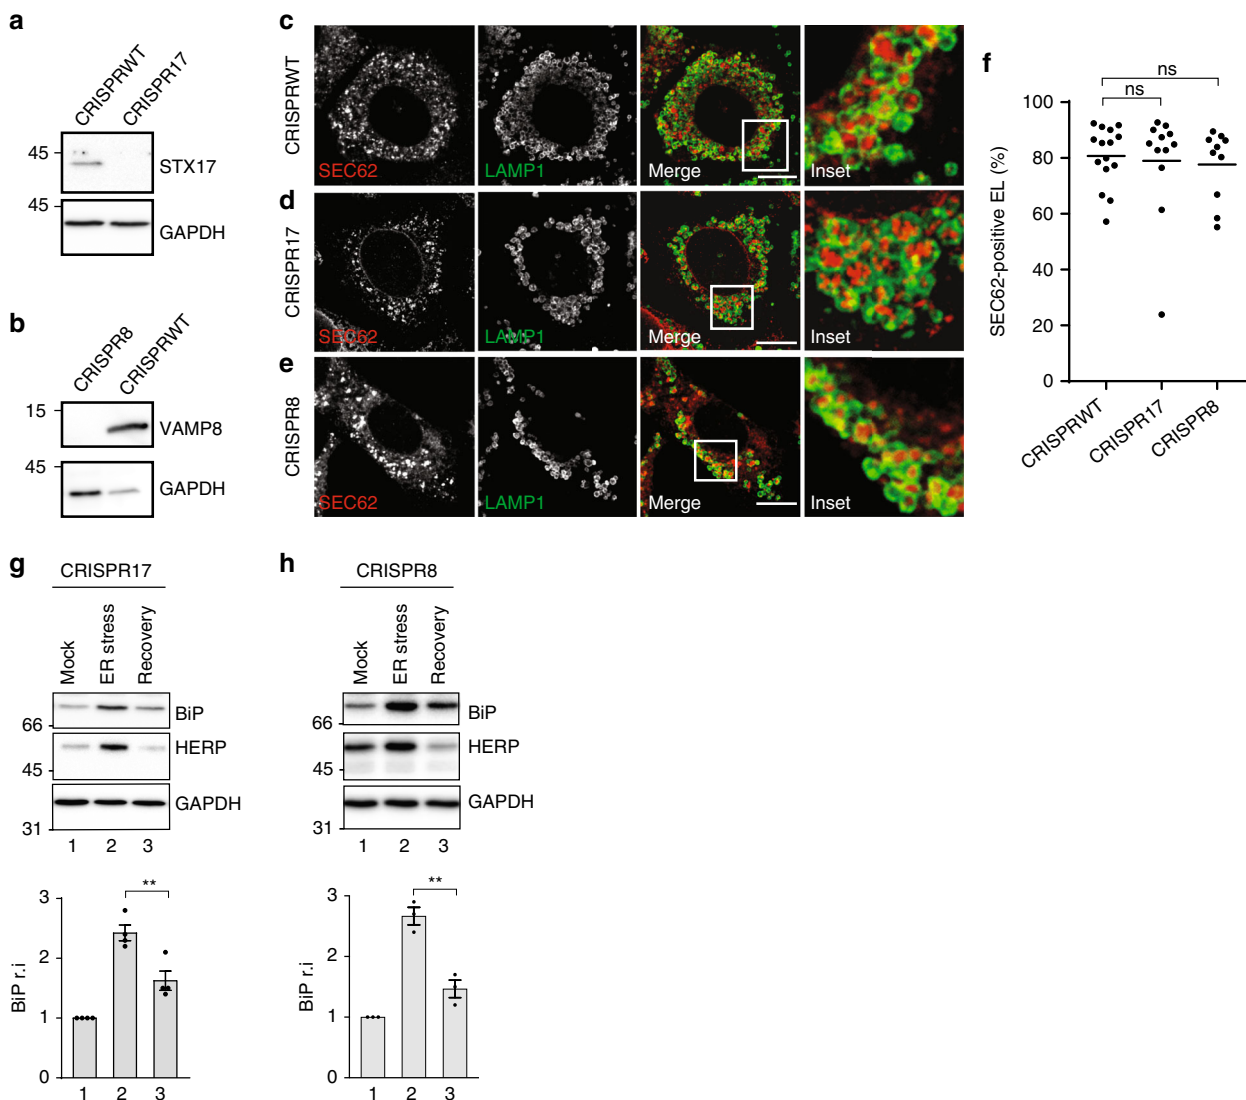 a
CRISPRWT
CRISPR17
45
STX17
45
GAPDH
b
CRISPR8
CRISPRWT
15
VAMP8
45
GAPDH
c
CRISPRWT
SEC62
LAMP1
Merge
Inset
d
CRISPR17
SEC62
LAMP1
Merge
Inset
e
CRISPR8
SEC62
LAMP1
Merge
Inset
f
ns
ns
SEC62-positive EL (%)
100
80
60
40
20
0
CRISPRWT
CRISPR17
CRISPR8
g
CRISPR17
Mock
ER stress
Recovery
BiP
66
HERP
45
GAPDH
31
1 2 3
**
BiP r.i
3
2
1
0
1 2 3
h
CRISPR8
Mock
ER stress
Recovery
BiP
66
HERP
45
GAPDH
31
1 2 3
**
BiP r.i
3
2
1
0
1 2 3